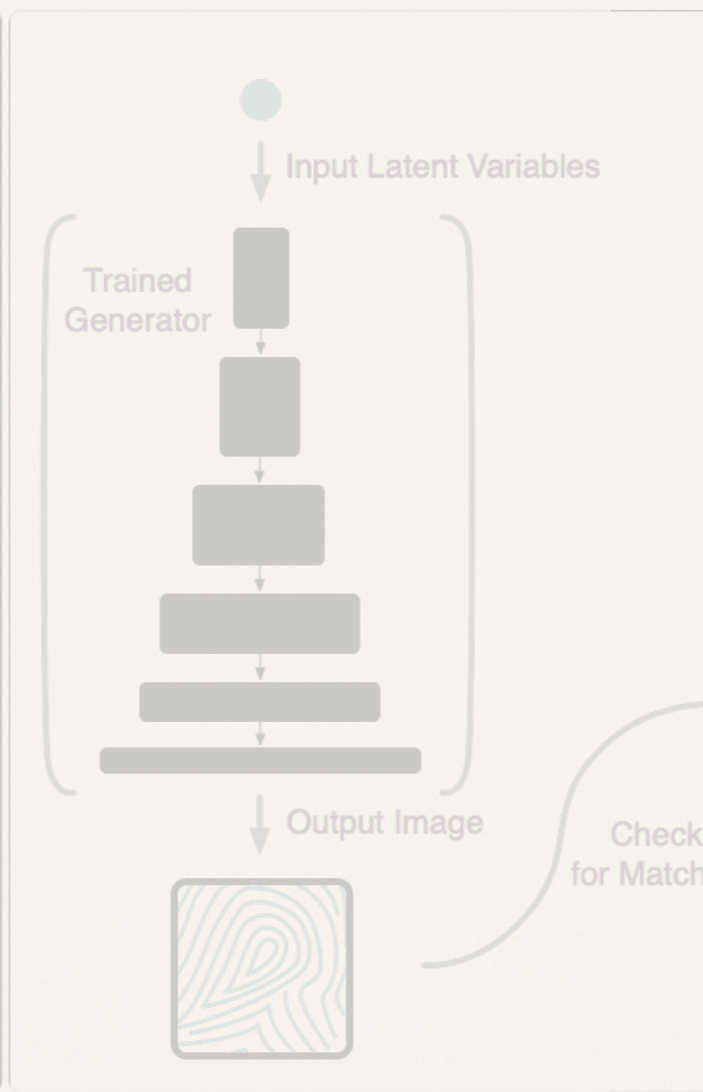 Input Latent Variables
Trained
Generator
Output Image
Check
for Match